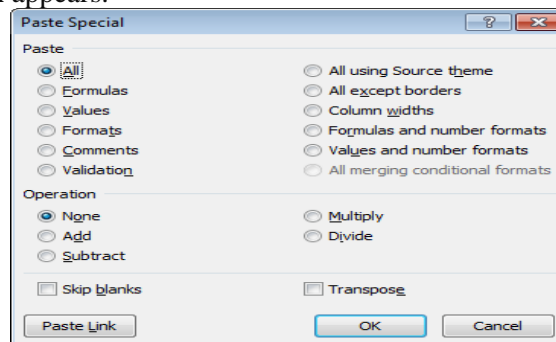 appears.
Paste Special
Paste
All
All using Source theme
Formulas
All except borders
Values
Column widths
Formats
Formulas and number formats
Comments
Values and number formats
Validation
All merging conditional formats
Operation
None
Multiply
Add
Divide
Subtract
Skip blanks
Transpose
Paste Link
OK
Cancel